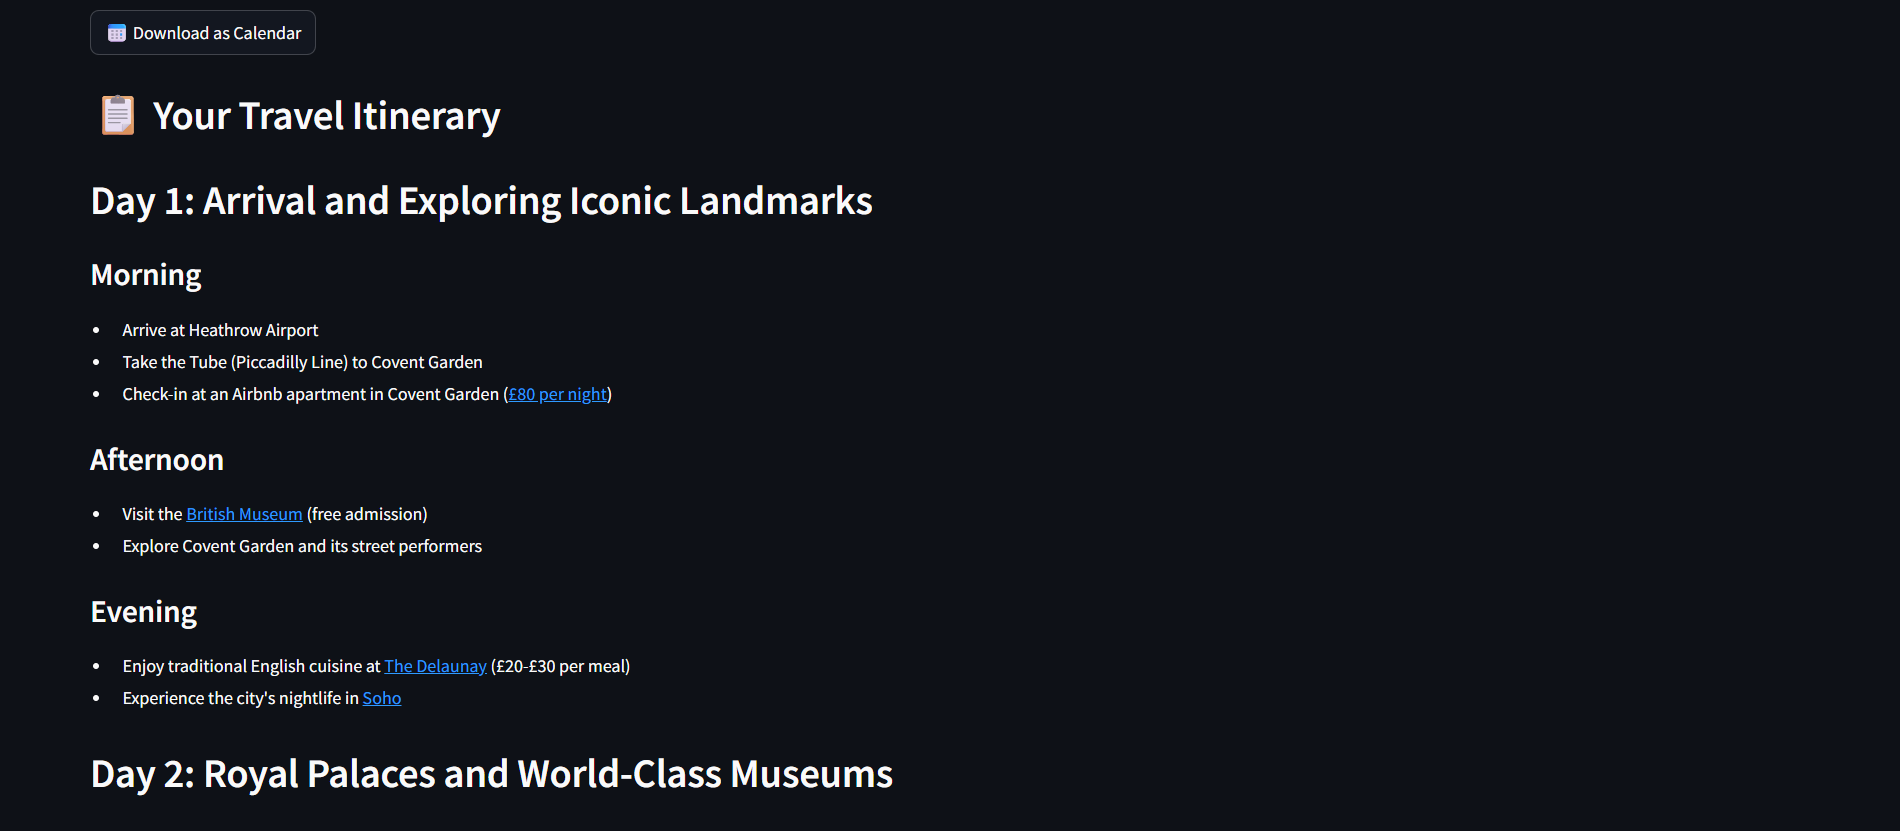 Download as Calendar
Your Travel Itinerary
Day 1: Arrival and Exploring Iconic Landmarks
Morning
• Arrive at Heathrow Airport
• Take the Tube (Piccadilly Line) to Covent Garden
• Check-in at an Airbnb apartment in Covent Garden (£80 per night)
Afternoon
• Visit the British Museum (free admission)
• Explore Covent Garden and its street performers
Evening
• Enjoy traditional English cuisine at The Delaunay (£20-£30 per meal)
• Experience the city's nightlife in Soho
Day 2: Royal Palaces and World-Class Museums